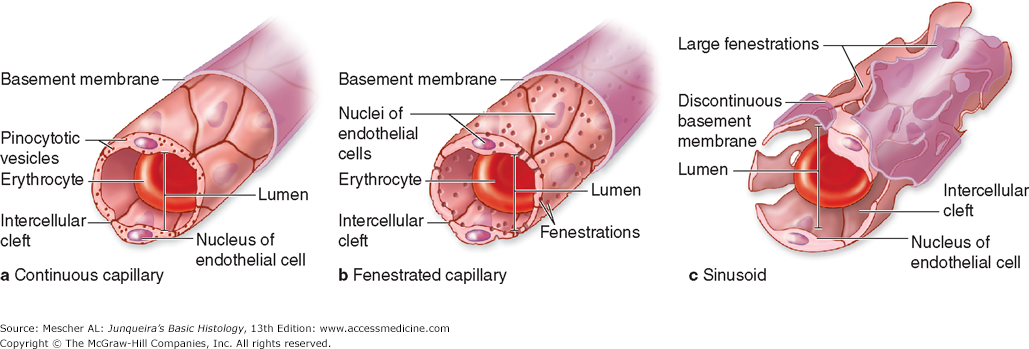 Basement membrane
Pinocytotic
vesicles
Erythrocyte
Lumen
Intercellular
cleft
Nucleus of
endothelial cell
a Continuous capillary
Basement membrane
Nuclei of
endothelial
cells
Erythrocyte
Lumen
Intercellular
cleft
Fenestrations
b Fenestrated capillary
Large fenestrations
Discontinuous
basement
membrane
Lumen
Intercellular
cleft
Nucleus of
endothelial cell
c Sinusoid
Source: Mescher AL: Junqueira's Basic Histology, 13th Edition: www.accessmedicine.com
Copyright © The McGraw-Hill Companies, Inc. All rights reserved.